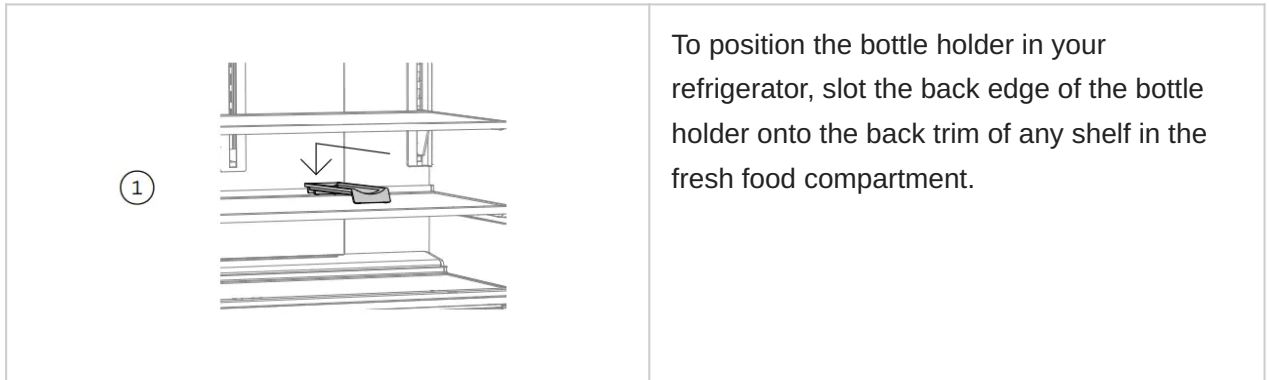 1
To position the bottle holder in your
refrigerator, slot the back edge of the bottle
holder onto the back trim of any shelf in the
fresh food compartment.